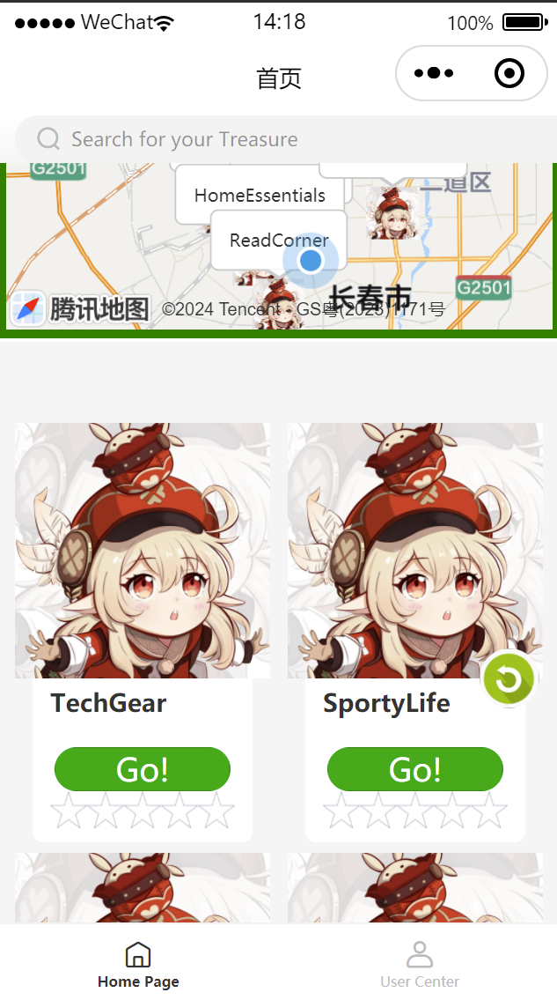 WeChat 14:18 100%
首页
Search for your Treasure
G2501
二道区
HomeEssentials
ReadCorner
长春市
G2501
腾讯地图 ©2024 Tencent - GS粤(2023)1171号
TechGear SportyLife
Go! Go!
Home Page User Center